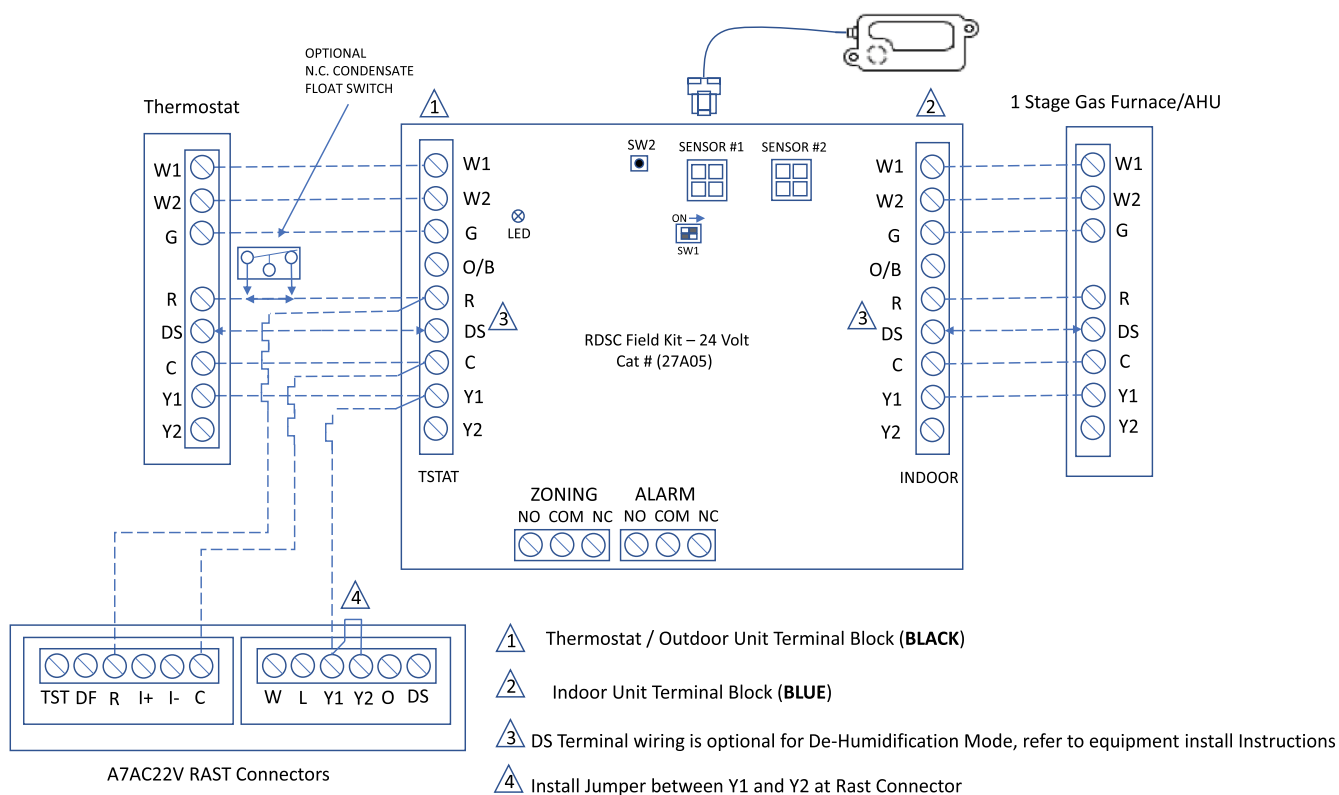 OPTIONAL
N.C. CONDENSATE
FLOAT SWITCH
Thermostat
1
2
1 Stage Gas Furnace/AHU
W1
W2
G
R
DS
C
Y1
Y2
W1
W2
G
O/B
R
DS
C
Y1
Y2
TSTAT
3
SW2
SENSOR #1
SENSOR #2
LED
ON
SW1
RDSC Field Kit – 24 Volt
Cat # (27A05)
3
W1
W2
G
O/B
R
DS
C
Y1
Y2
INDOOR
W1
W2
G
R
DS
C
Y1
Y2
ZONING
NO COM NC
ALARM
NO COM NC
4
TST DF R I+ I- C
W L Y1 Y2 O DS
A7AC22V RAST Connectors
1 Thermostat / Outdoor Unit Terminal Block (BLACK)
2 Indoor Unit Terminal Block (BLUE)
3 DS Terminal wiring is optional for De-Humidification Mode, refer to equipment install Instructions
4 Install Jumper between Y1 and Y2 at Rast Connector